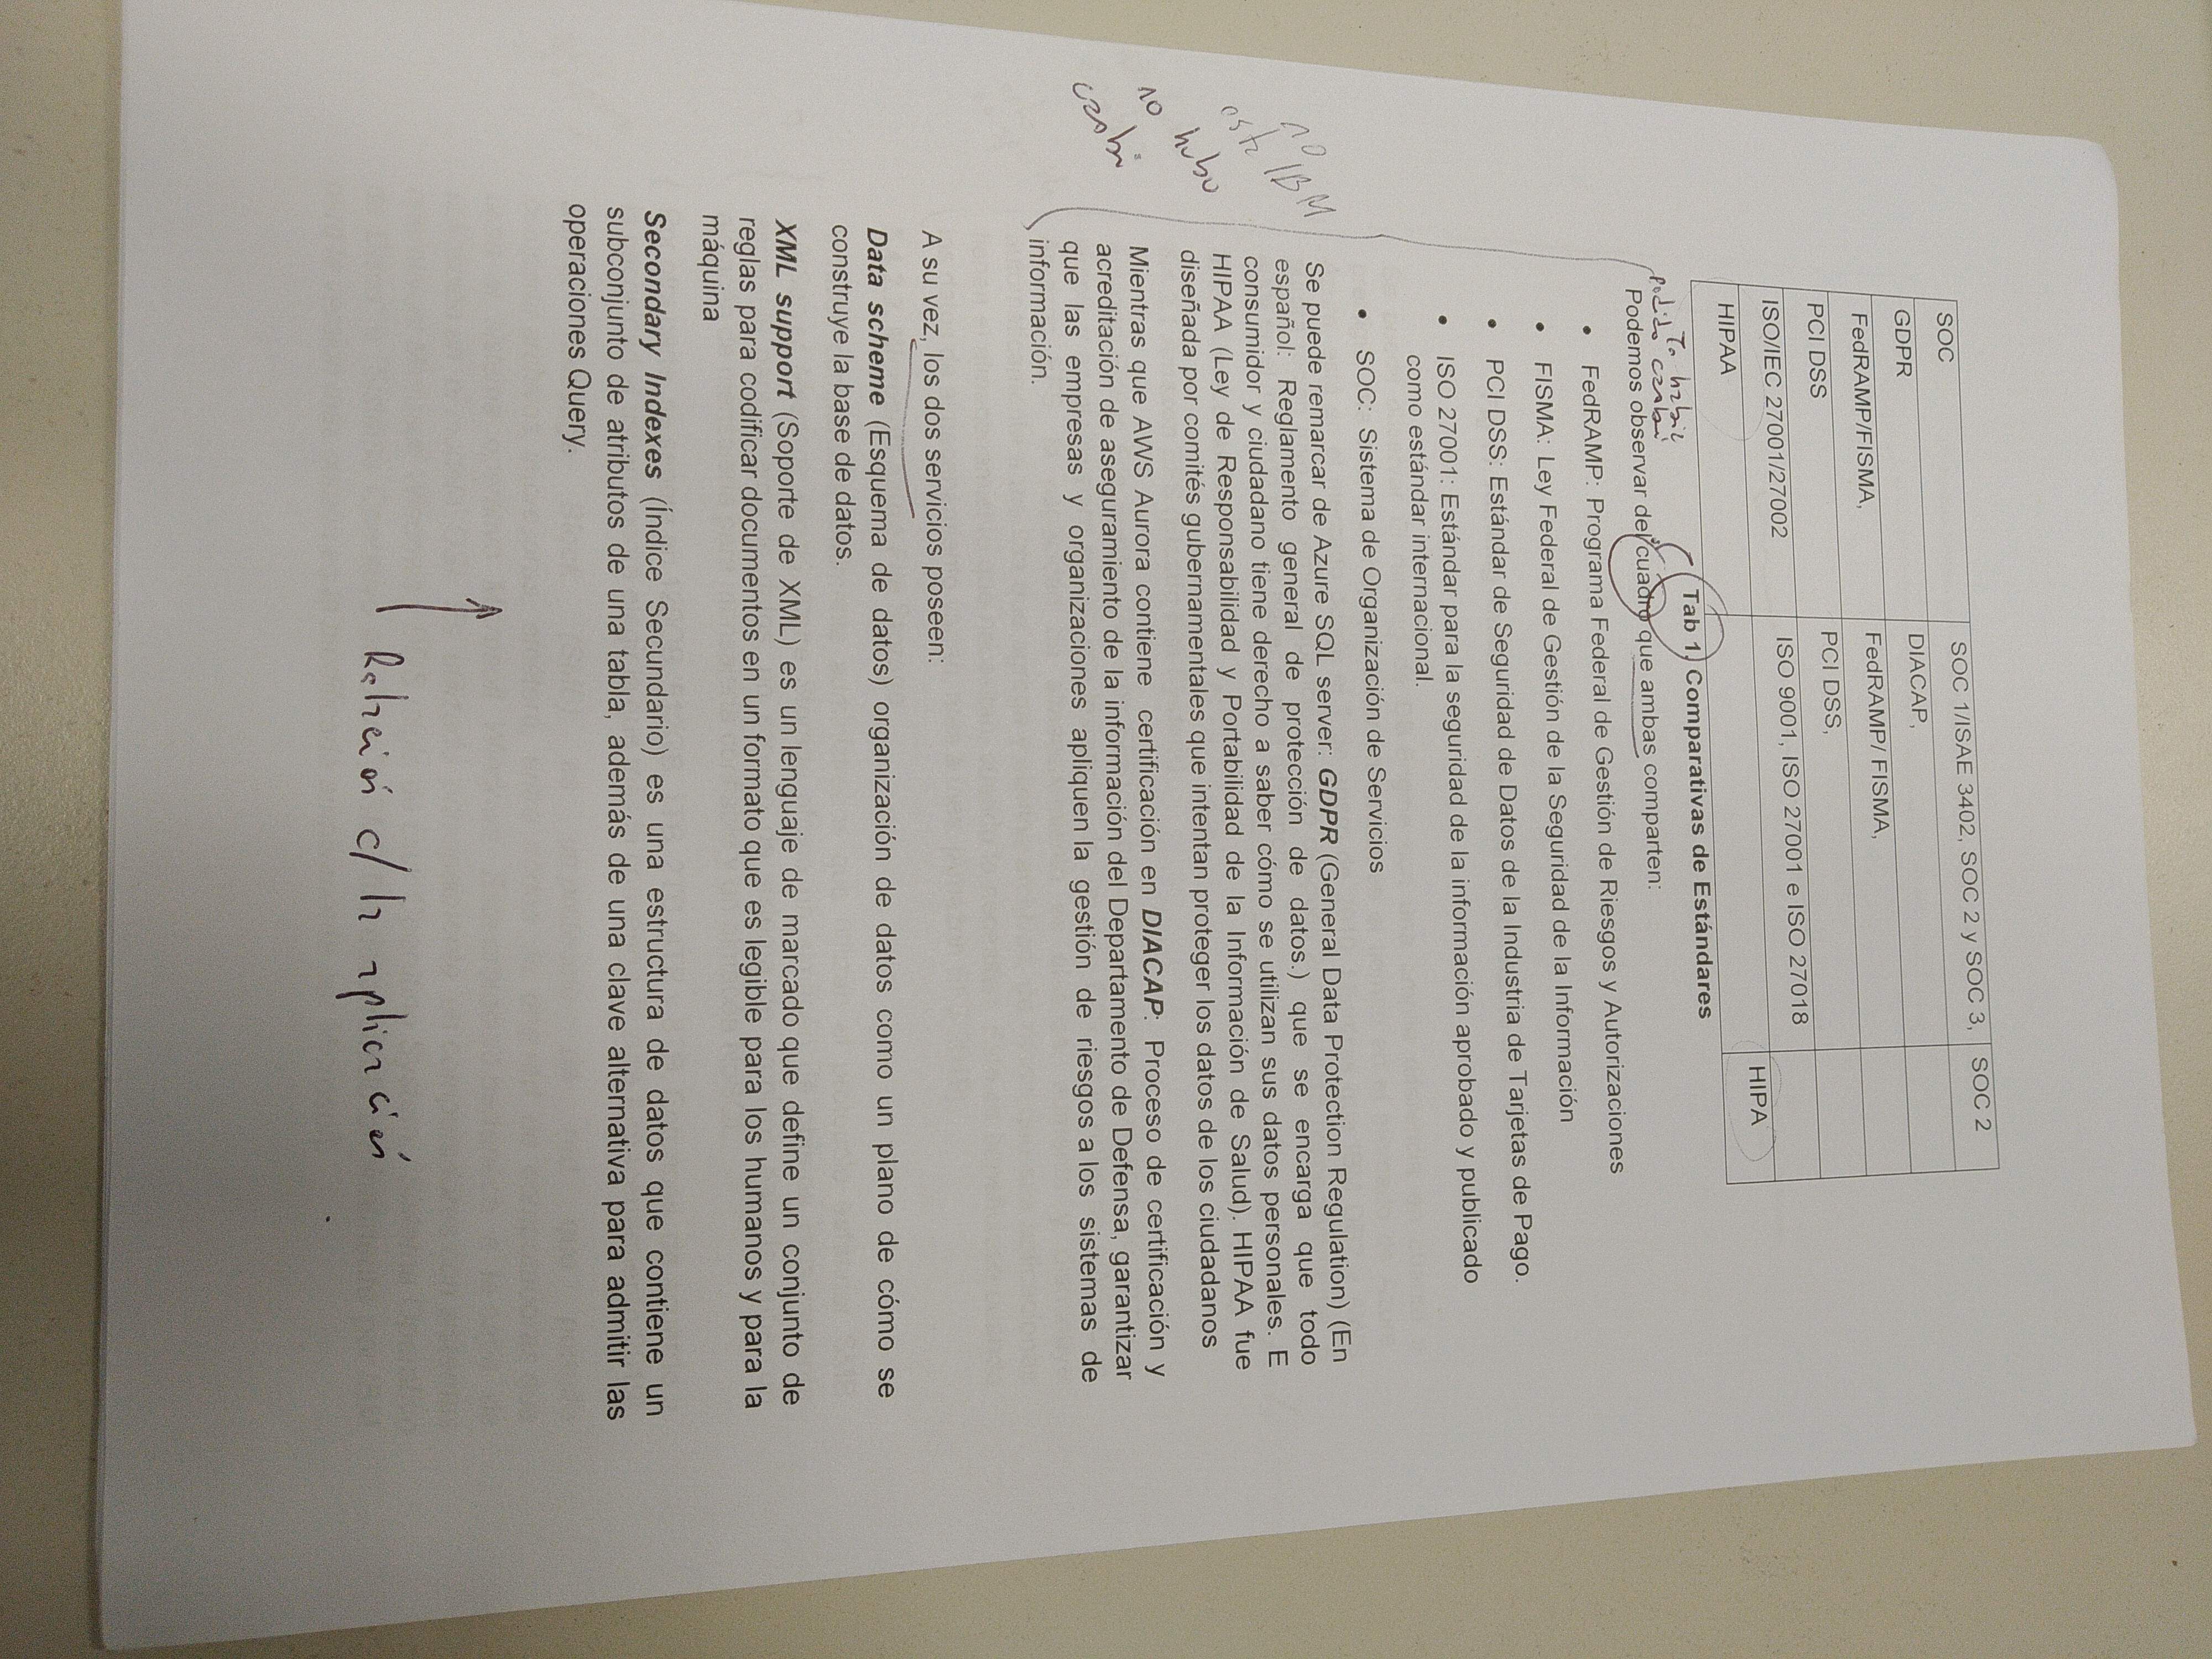 SOC SOC 1/ISAE 3402, SOC 2 y SOC 3, SOC 2
GDPR DIACAP,
FedRAMP/FISMA, FedRAMP/ FISMA,
PCI DSS PCI DSS,
ISO/IEC 27001/27002 ISO 9001, ISO 27001 e ISO 27018
HIPAA HIPA
Tab 1. Comparativas de Estándares
Te había
pedido cambi
Podemos observar del cuadro que ambas comparten:
• FedRAMP: Programa Federal de Gestión de Riesgos y Autorizaciones
• FISMA: Ley Federal de Gestión de la Seguridad de la Información
• PCI DSS: Estándar de Seguridad de Datos de la Industria de Tarjetas de Pago.
• ISO 27001: Estándar para la seguridad de la información aprobado y publicado
como estándar internacional.
• SOC: Sistema de Organización de Servicios
no
está IBM
no hubo
cambi
Se puede remarcar de Azure SQL server: GDPR (General Data Protection Regulation) (En
español: Reglamento general de protección de datos.) que se encarga que todo
consumidor y ciudadano tiene derecho a saber cómo se utilizan sus datos personales. E
HIPAA (Ley de Responsabilidad y Portabilidad de la Información de Salud). HIPAA fue
diseñada por comités gubernamentales que intentan proteger los datos de los ciudadanos
Mientras que AWS Aurora contiene certificación en DIACAP: Proceso de certificación y
acreditación de aseguramiento de la información del Departamento de Defensa, garantizar
que las empresas y organizaciones apliquen la gestión de riesgos a los sistemas de
información.
A su vez, los dos servicios poseen:
Data scheme (Esquema de datos) organización de datos como un plano de cómo se
construye la base de datos.
XML support (Soporte de XML) es un lenguaje de marcado que define un conjunto de
reglas para codificar documentos en un formato que es legible para los humanos y para la
máquina
Secondary Indexes (Índice Secundario) es una estructura de datos que contiene un
subconjunto de atributos de una tabla, además de una clave alternativa para admitir las
operaciones Query.
Relación c/ la aplicación